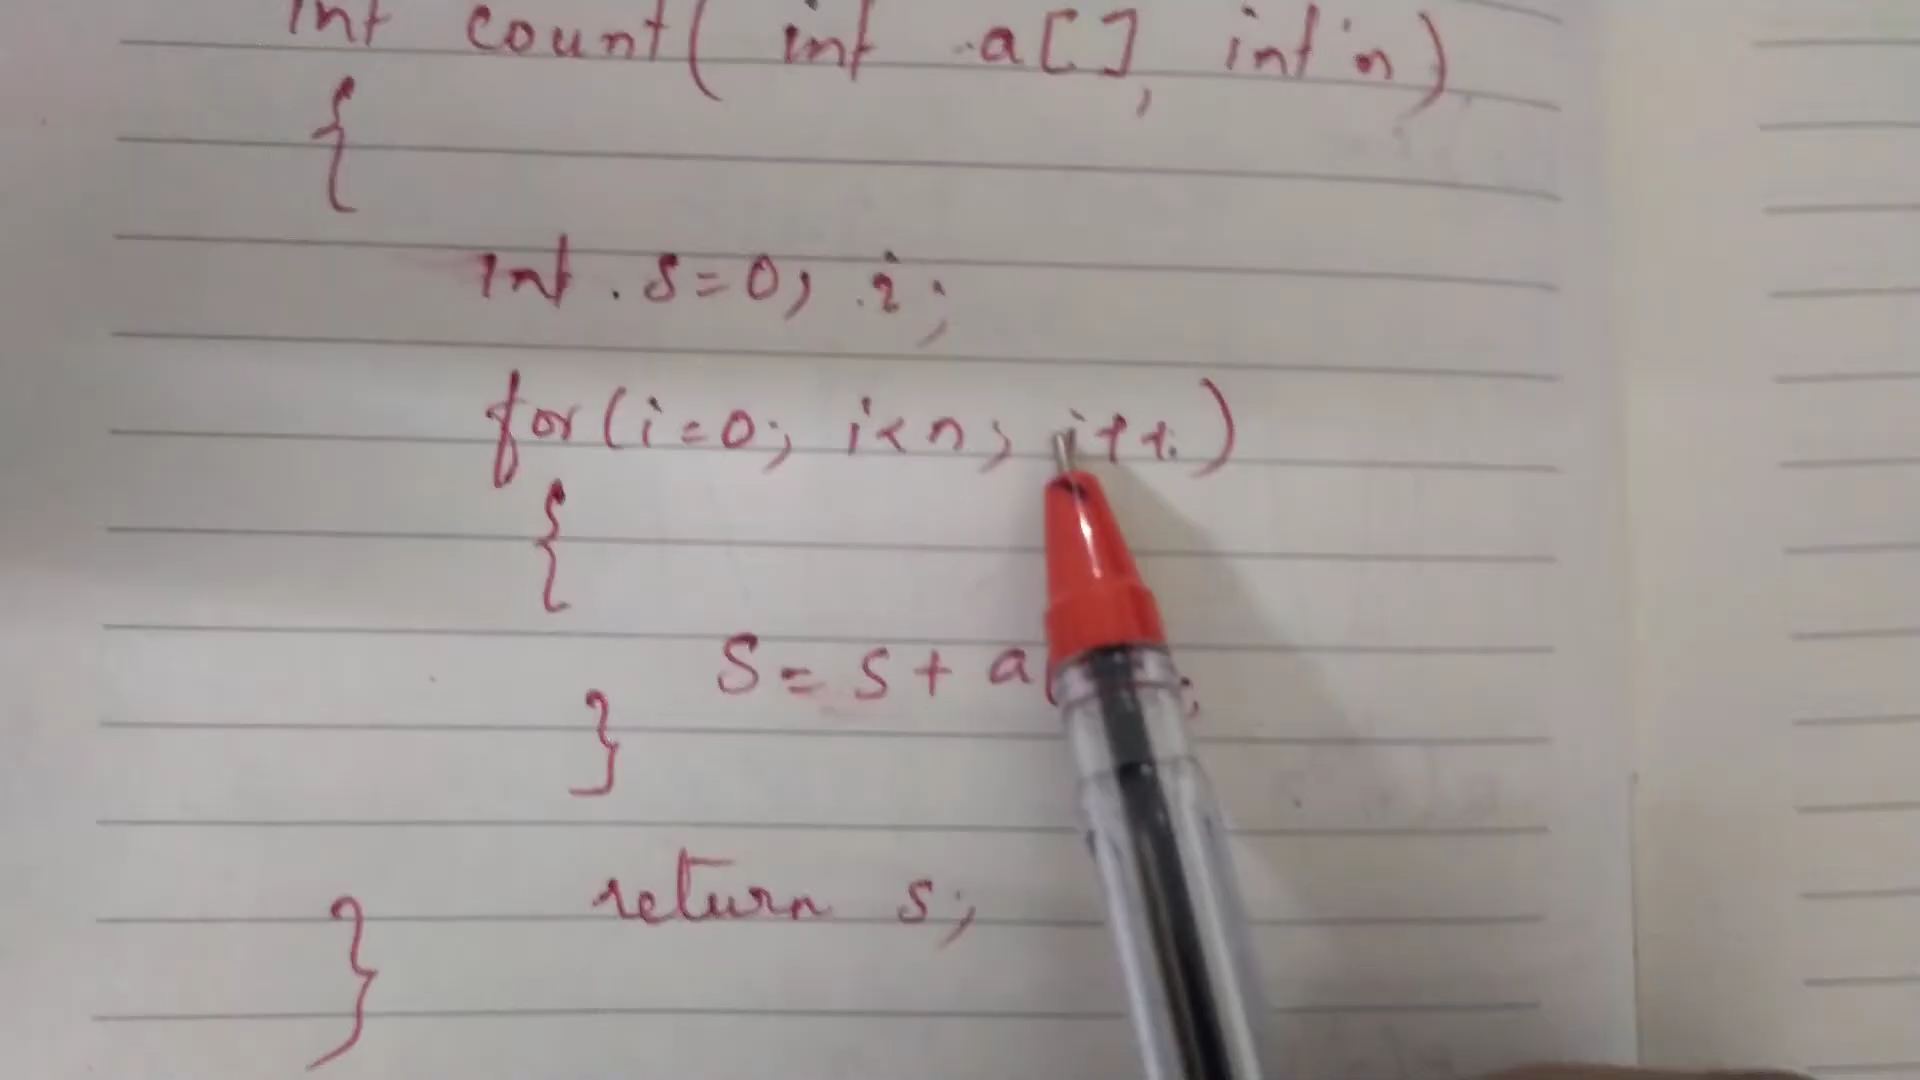 int count( int a[], int n)
{
int s=0, i;
for(i=0; i<n; i++)
{
S = s + a[
}
return s;
}